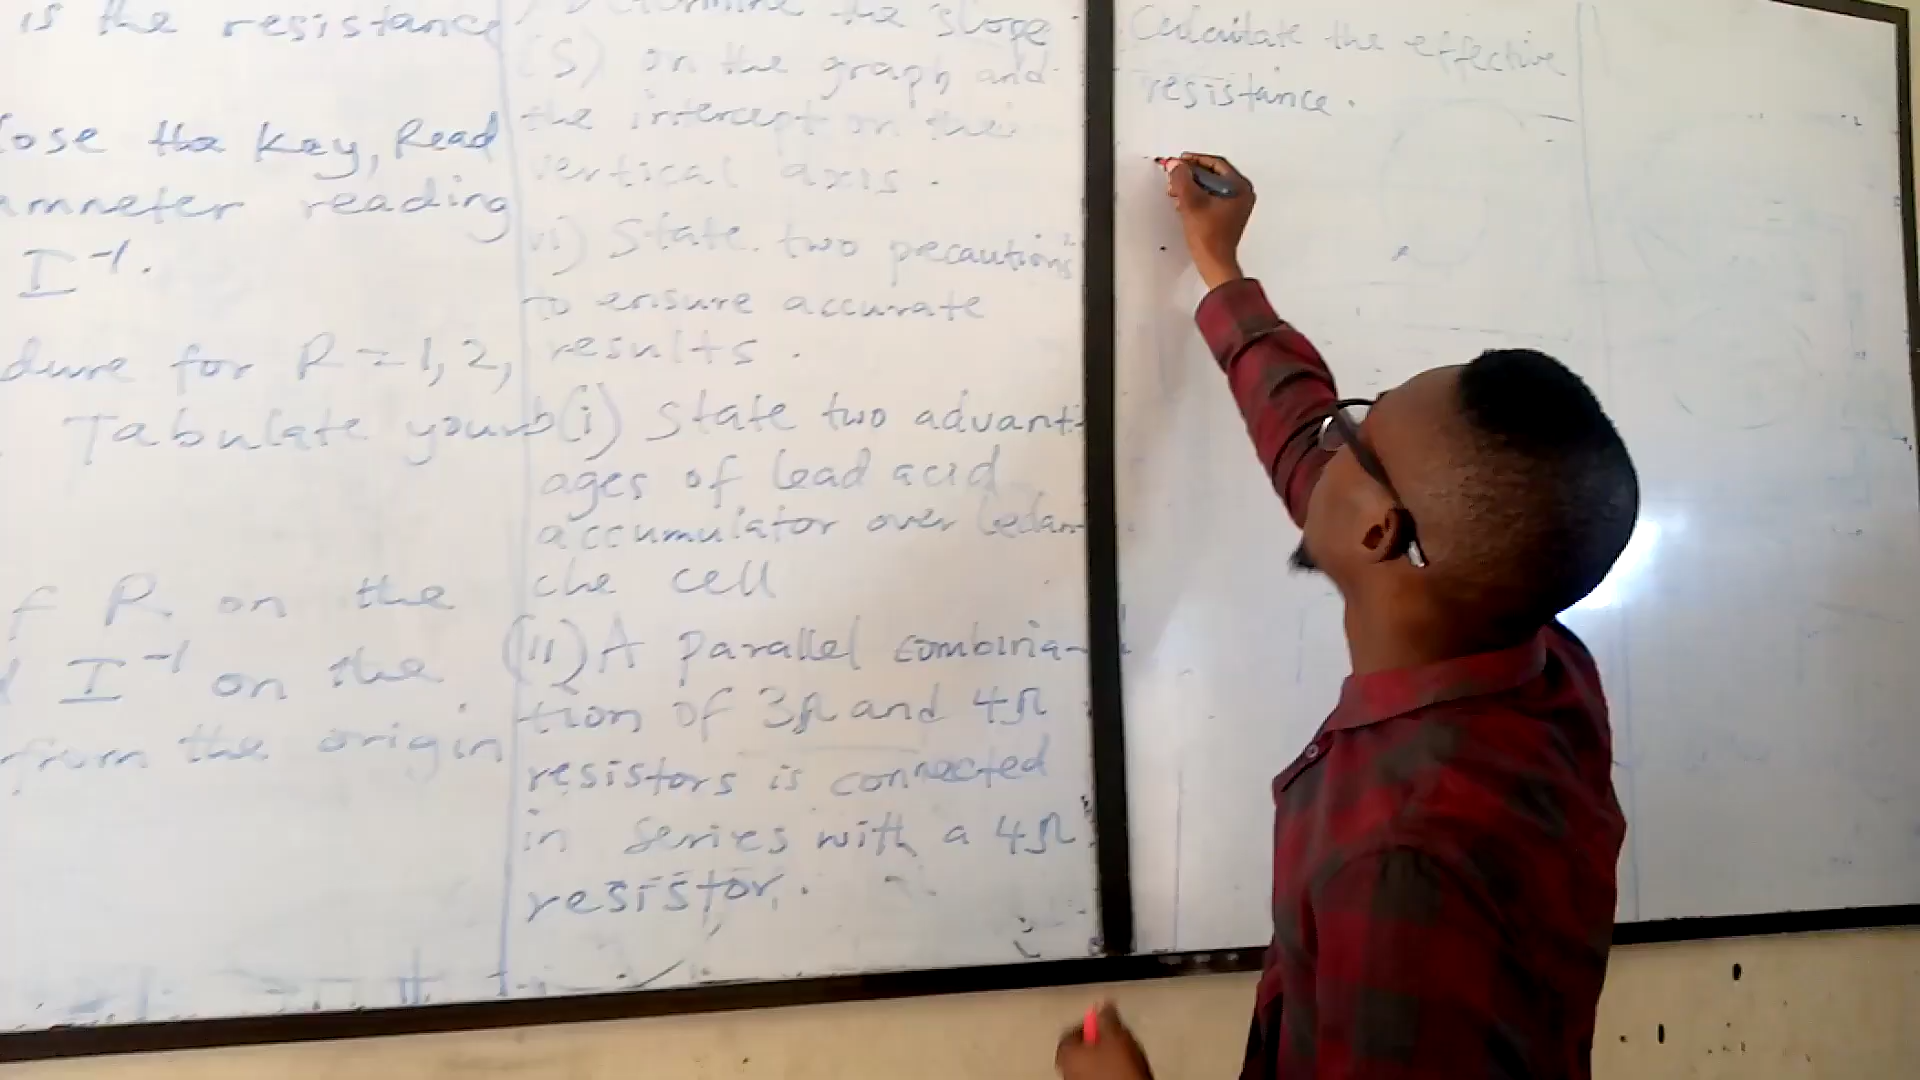 is the resistance
lose the key, Read
ammeter reading
I⁻¹.
dure for R = 1, 2,
Tabulate your
f R on the
I⁻¹ on the
from the origin
Determine the slope
(S) on the graph and
the intercept on the
vertical axis.
vi) State two precautions
to ensure accurate
results.
b(i) State two advant-
ages of lead acid
accumulator over leclan-
che cell
(ii) A parallel combina-
tion of 3Ω and 4Ω
resistors is connected
in series with a 4Ω
resistor.
Calculate the effective
resistance.